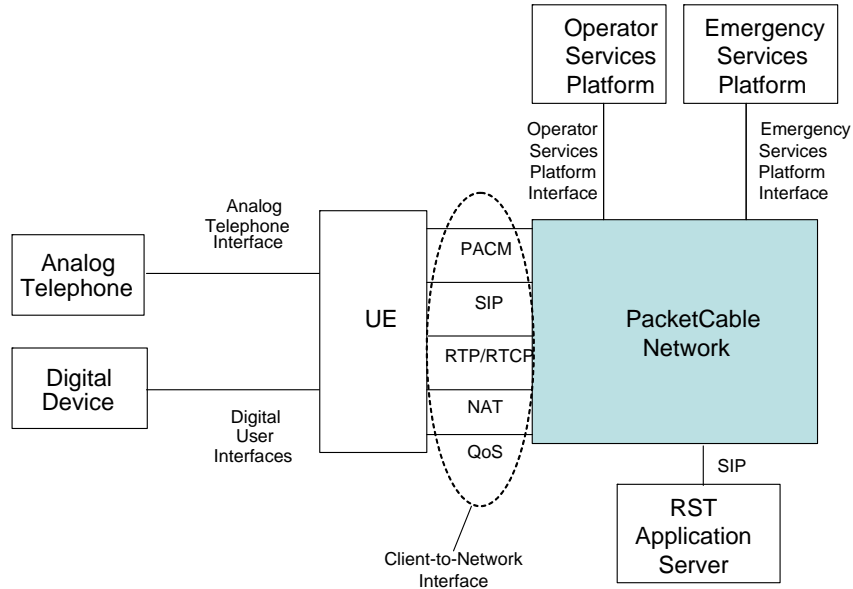 Operator
Services
Platform
Emergency
Services
Platform
Operator
Services
Platform
Interface
Emergency
Services
Platform
Interface
Analog
Telephone
Interface
Analog
Telephone
UE
PACM
SIP
RTP/RTCP
NAT
QoS
PacketCable
Network
Digital
Device
Digital
User
Interfaces
SIP
RST
Application
Server
Client-to-Network
Interface